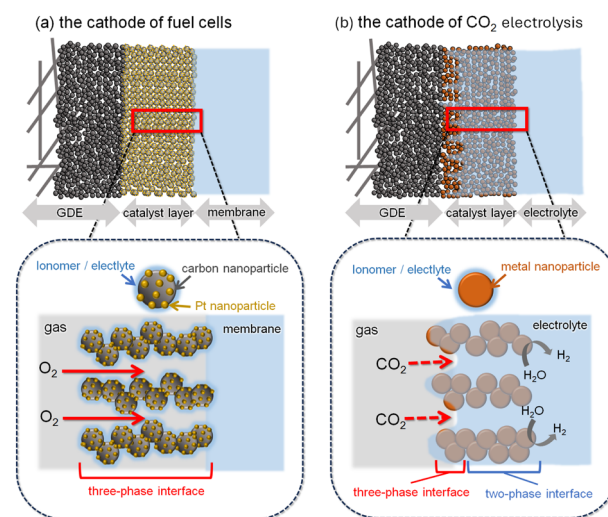 (a) the cathode of fuel cells
GDE
catalyst layer
membrane
Ionomer / electlyte
carbon nanoparticle
Pt nanoparticle
gas
membrane
O2
O2
three-phase interface
(b) the cathode of CO2 electrolysis
GDE
catalyst layer
electrolyte
Ionomer / electlyte
metal nanoparticle
gas
electrolyte
CO2
H2
H2O
CO2
H2O
H2
three-phase interface
two-phase interface